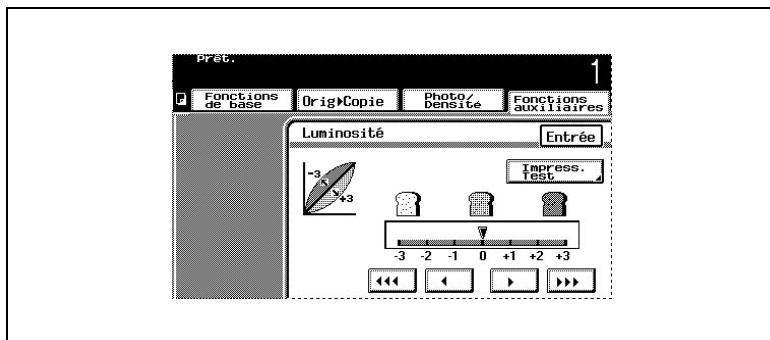 Prêt.
1
Fonctions
de base
Orig▸Copie
Photo/
Densité
Fonctions
auxiliaires
Luminosité
Entrée
-3
+3
Impress.
Test
-3 -2 -1 0 +1 +2 +3